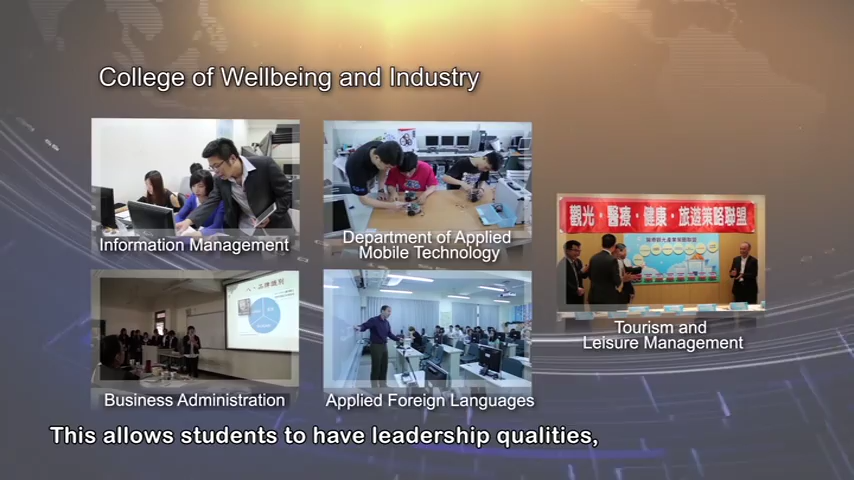 College of Wellbeing and Industry
Information Management
Department of Applied
Mobile Technology
觀光·醫療·健康·旅遊策略聯盟
Tourism and
Leisure Management
Business Administration
Applied Foreign Languages
This allows students to have leadership qualities,